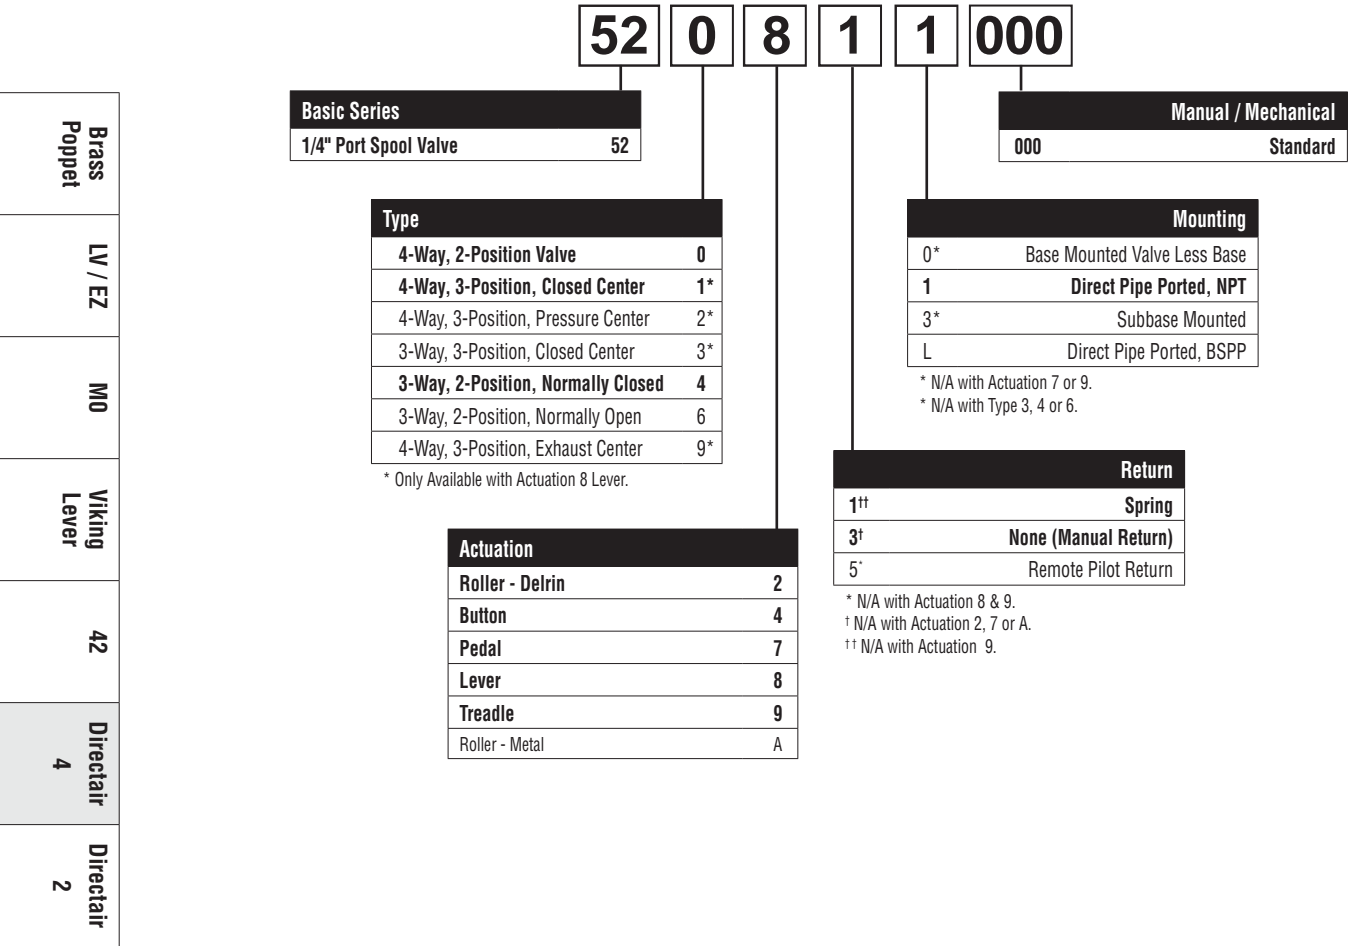 52 0 8 1 1 000
Basic Series
1/4" Port Spool Valve 52
Manual / Mechanical
000 Standard
Type
4-Way, 2-Position Valve 0
4-Way, 3-Position, Closed Center 1*
4-Way, 3-Position, Pressure Center 2*
3-Way, 3-Position, Closed Center 3*
3-Way, 2-Position, Normally Closed 4
3-Way, 2-Position, Normally Open 6
4-Way, 3-Position, Exhaust Center 9*
* Only Available with Actuation 8 Lever.
Mounting
0* Base Mounted Valve Less Base
1 Direct Pipe Ported, NPT
3* Subbase Mounted
L Direct Pipe Ported, BSPP
* N/A with Actuation 7 or 9.
* N/A with Type 3, 4 or 6.
Return
1†† Spring
3† None (Manual Return)
5* Remote Pilot Return
* N/A with Actuation 8 & 9.
† N/A with Actuation 2, 7 or A.
†† N/A with Actuation 9.
Actuation
Roller - Delrin 2
Button 4
Pedal 7
Lever 8
Treadle 9
Roller - Metal A
Brass
Poppet
LV / EZ
M0
Viking
Lever
42
Directair
4
Directair
2